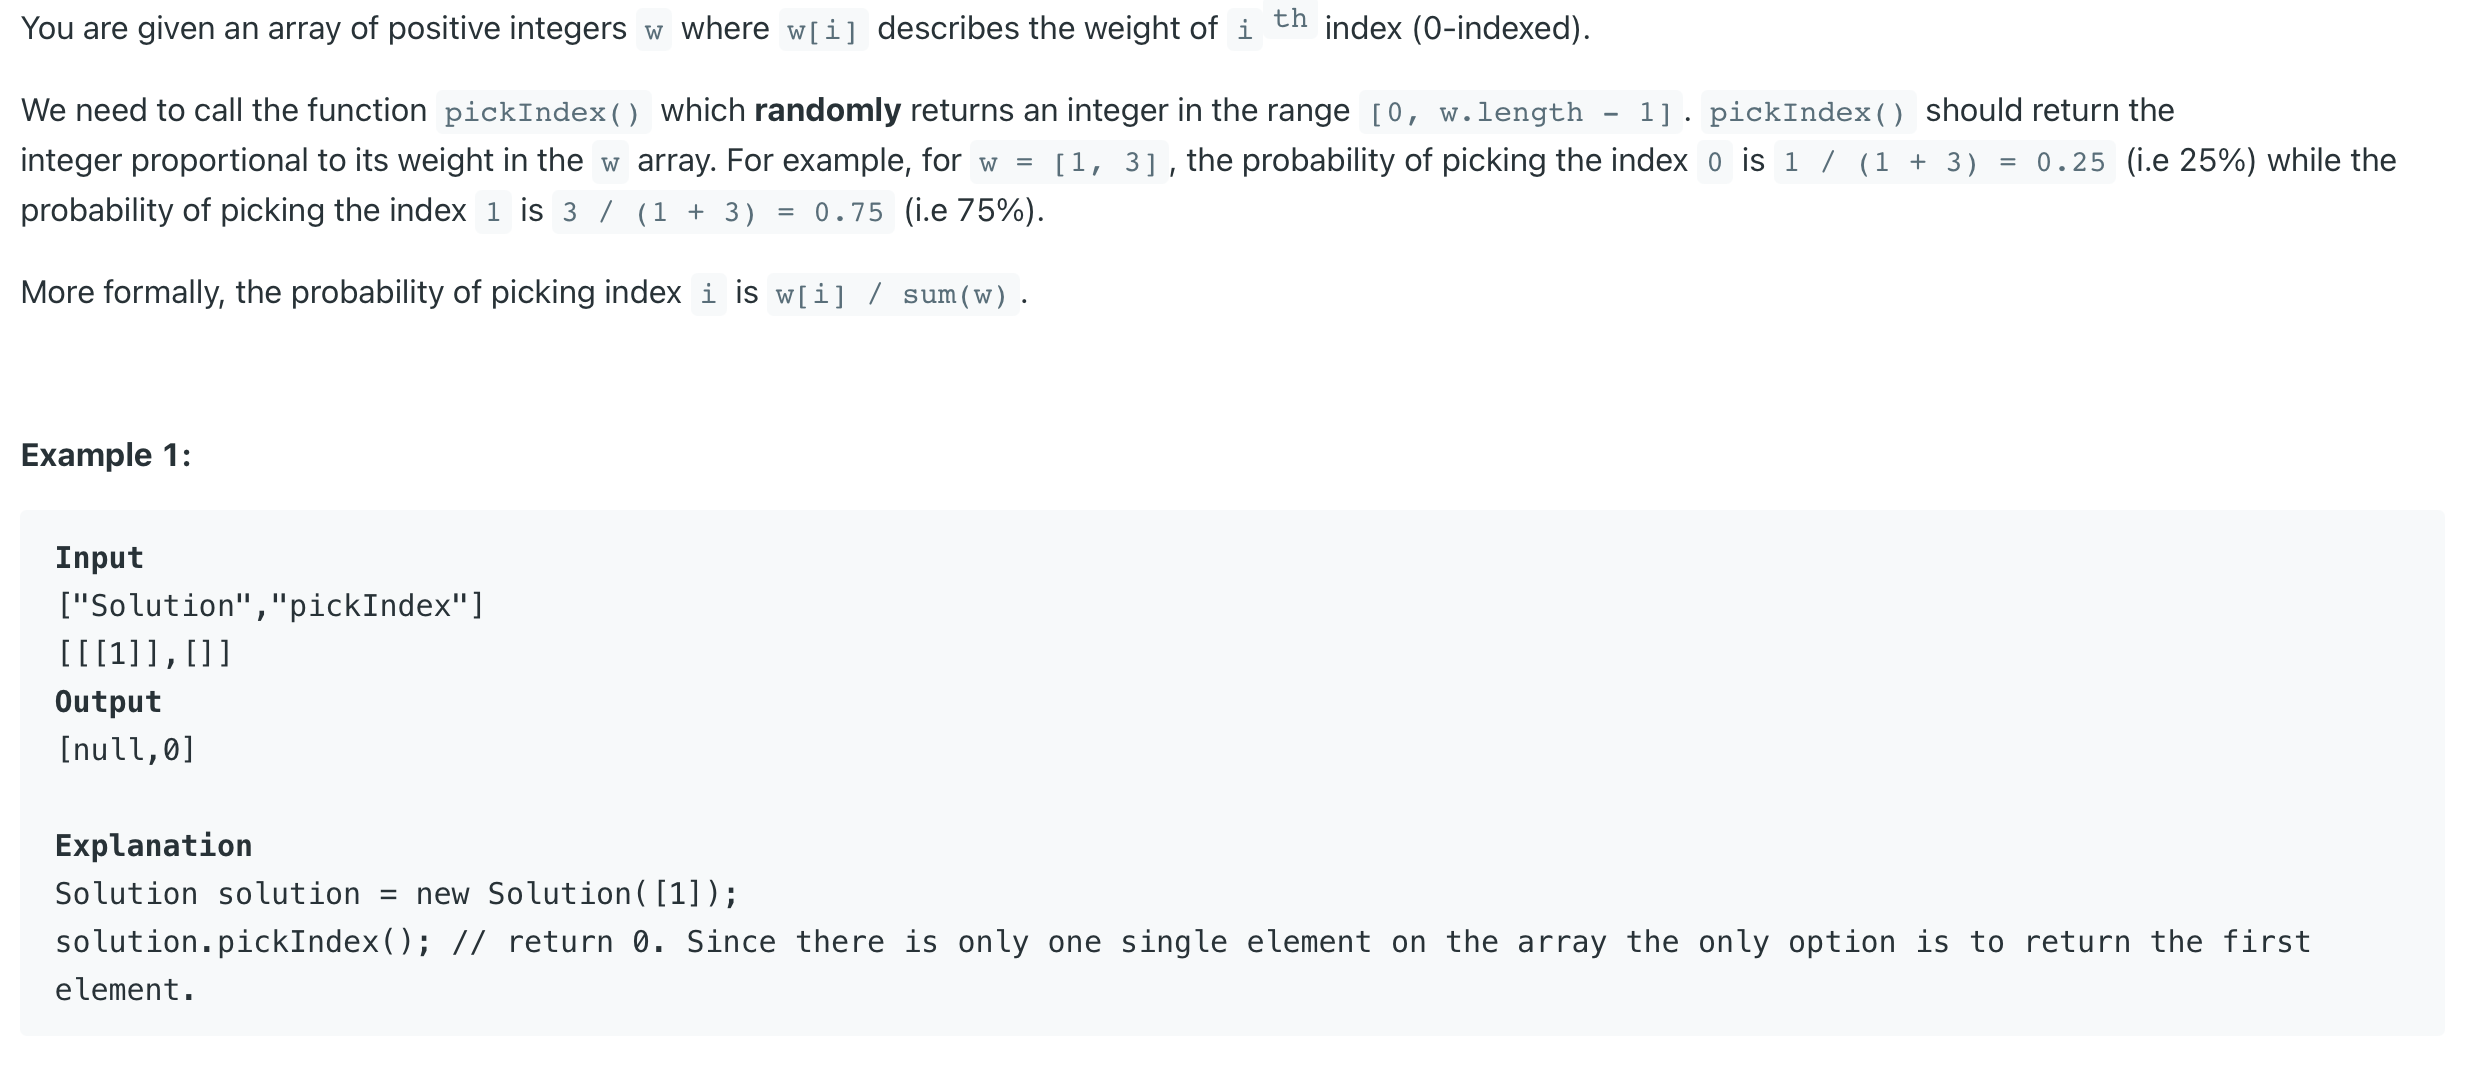 You are given an array of positive integers w where w[i] describes the weight of i th index (0-indexed).
We need to call the function pickIndex() which randomly returns an integer in the range [0, w.length - 1]. pickIndex() should return the
integer proportional to its weight in the w array. For example, for w = [1, 3], the probability of picking the index 0 is 1 / (1 + 3) = 0.25 (i.e 25%) while the
probability of picking the index 1 is 3 / (1 + 3) = 0.75 (i.e 75%).
More formally, the probability of picking index i is w[i] / sum(w).
Example 1:
Input
["Solution","pickIndex"]
[[[1]],[]]
Output
[null,0]
Explanation
Solution solution = new Solution([1]);
solution.pickIndex(); // return 0. Since there is only one single element on the array the only option is to return the first
element.